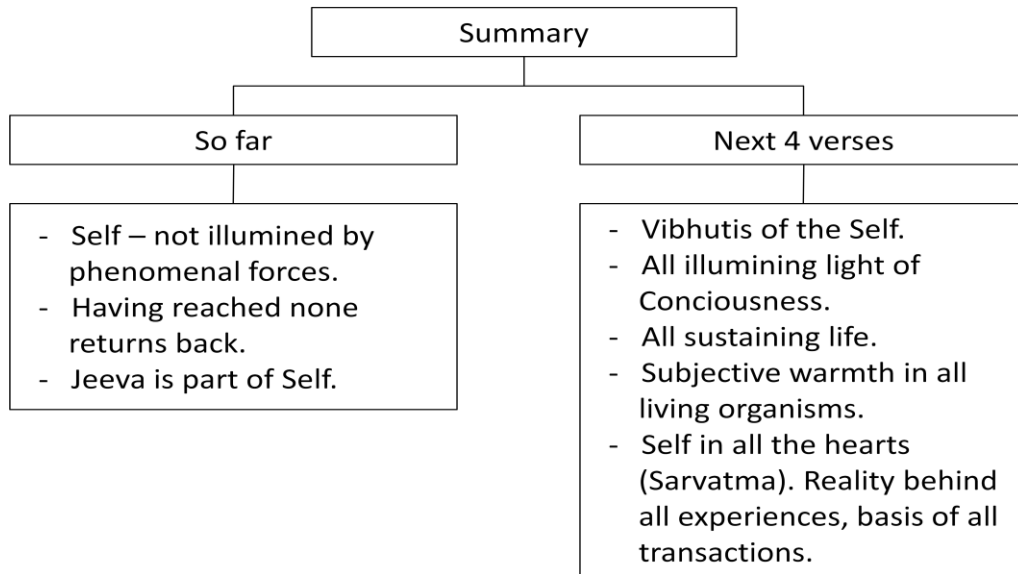 Summary
So far
- Self – not illumined by
phenomenal forces.
- Having reached none
returns back.
- Jeeva is part of Self.
Next 4 verses
- Vibhutis of the Self.
- All illumining light of
Conciousness.
- All sustaining life.
- Subjective warmth in all
living organisms.
- Self in all the hearts
(Sarvatma). Reality behind
all experiences, basis of all
transactions.